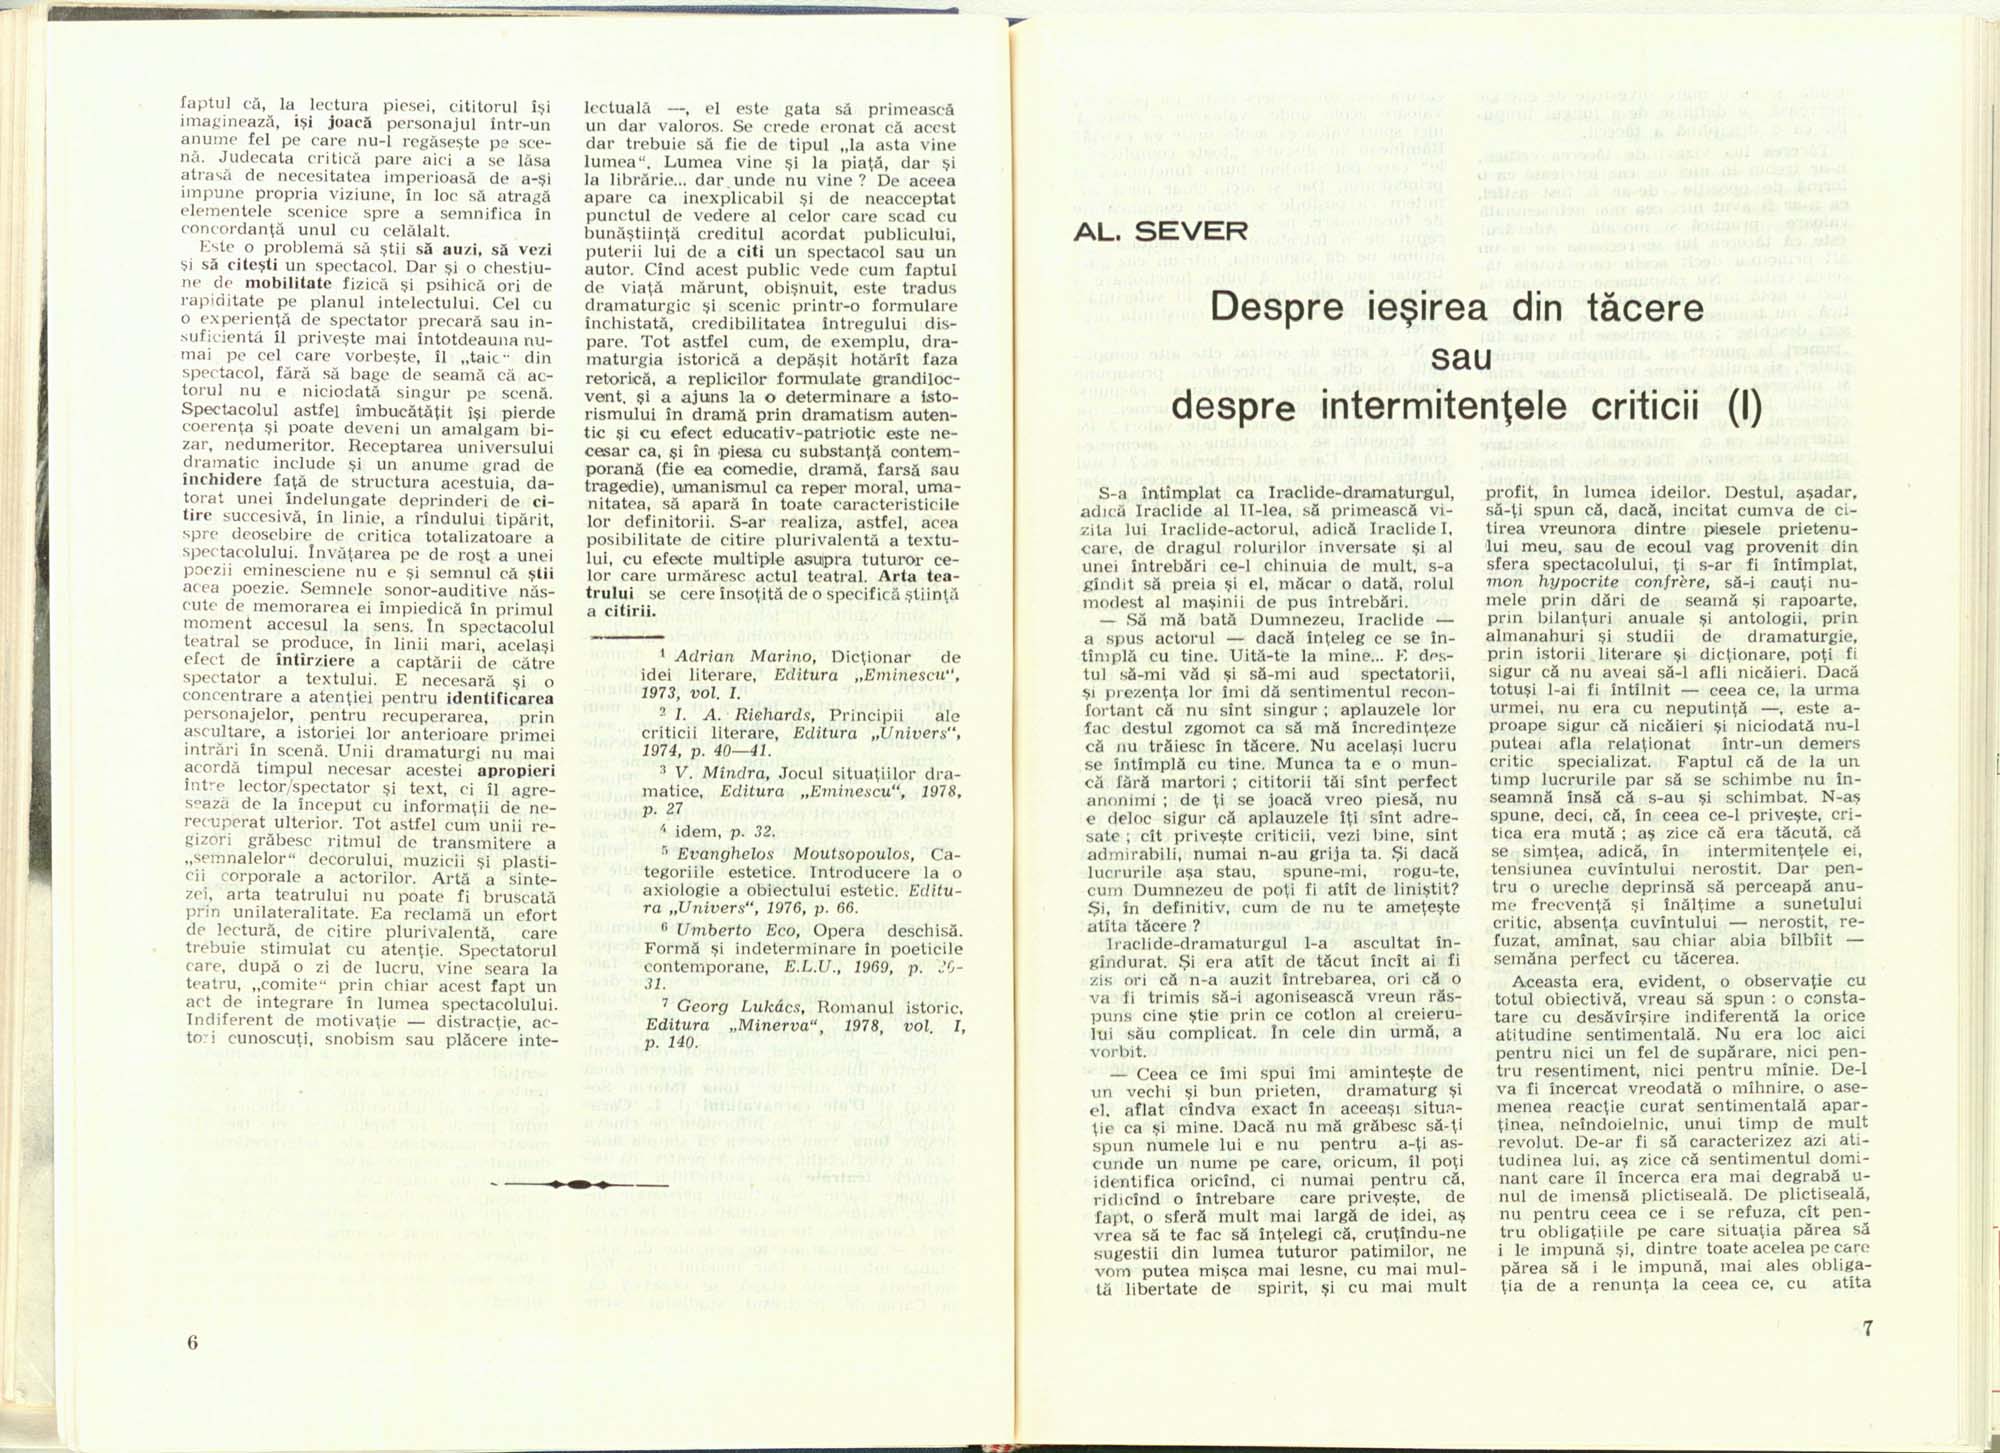 faptul că, la lectura piesei, cititorul își
imaginează, iși joacă personajul într-un
anume fel pe care nu-l regăsește pe sce-
nă. Judecata critică pare aici a se lăsa
atrasă de necesitatea imperioasă de a-și
impune propria viziune, în loc să atragă
elementele scenice spre a semnifica în
concordanță unul cu celălalt.
Este o problemă să știi să auzi, să vezi
și să citești un spectacol. Dar și o chestiu-
ne de mobilitate fizică și psihică ori de
rapiditate pe planul intelectului. Cel cu
o experiență de spectator precară sau in-
suficientă îl privește mai întotdeauna nu-
mai pe cel care vorbește, îl „taie“ din
spectacol, fără să bage de seamă că ac-
torul nu e niciodată singur pe scenă.
Spectacolul astfel îmbucătățit își pierde
coerența și poate deveni un amalgam bi-
zar, nedumeritor. Receptarea universului
dramatic include și un anume grad de
închidere față de structura acestuia, da-
torat unei îndelungate deprinderi de ci-
tire succesivă, în linie, a rîndului tipărit,
spre deosebire de critica totalizatoare a
spectacolului. Învățarea pe de roșt a unei
poezii eminesciene nu e și semnul că știi
acea poezie. Semnele sonor-auditive năs-
cute de memorarea ei împiedică în primul
moment accesul la sens. În spectacolul
teatral se produce, în linii mari, același
efect de întîrziere a captării de către
spectator a textului. E necesară și o
concentrare a atenției pentru identificarea
personajelor, pentru recuperarea, prin
ascultare, a istoriei lor anterioare primei
intrări în scenă. Unii dramaturgi nu mai
acordă timpul necesar acestei apropieri
între lector/spectator și text, ci îl agre-
sează de la început cu informații de ne-
recuperat ulterior. Tot astfel cum unii re-
gizori grăbesc ritmul de transmitere a
„semnalelor“ decorului, muzicii și plasti-
cii corporale a actorilor. Artă a sinte-
zei, arta teatrului nu poate fi bruscată
prin unilateralitate. Ea reclamă un efort
de lectură, de citire plurivalentă, care
trebuie stimulat cu atenție. Spectatorul
care, după o zi de lucru, vine seara la
teatru, „comite“ prin chiar acest fapt un
act de integrare în lumea spectacolului.
Indiferent de motivație — distracție, ac-
tori cunoscuți, snobism sau plăcere inte-
lectuală —, el este gata să primească
un dar valoros. Se crede eronat că acest
dar trebuie să fie de tipul „la asta vine
lumea“. Lumea vine și la piață, dar și
la librărie... dar unde nu vine ? De aceea
apare ca inexplicabil și de neacceptat
punctul de vedere al celor care scad cu
bunăștiință creditul acordat publicului,
puterii lui de a citi un spectacol sau un
autor. Cînd acest public vede cum faptul
de viață mărunt, obișnuit, este tradus
dramaturgic și scenic printr-o formulare
închistată, credibilitatea întregului dis-
pare. Tot astfel cum, de exemplu, dra-
maturgia istorică a depășit hotărît faza
retorică, a replicilor formulate grandiloc-
vent, și a ajuns la o determinare a isto-
rismului în dramă prin dramatism auten-
tic și cu efect educativ-patriotic este ne-
cesar ca, și în piesa cu substanță contem-
porană (fie ea comedie, dramă, farsă sau
tragedie), umanismul ca reper moral, uma-
nitatea, să apară în toate caracteristicile
lor definitorii. S-ar realiza, astfel, acea
posibilitate de citire plurivalentă a textu-
lui, cu efecte multiple asupra tuturor ce-
lor care urmăresc actul teatral. Arta tea-
trului se cere însoțită de o specifică știință
a citirii.
1 Adrian Marino, Dicționar de
idei literare, Editura „Eminescu“,
1973, vol. I.
2 I. A. Richards, Principii ale
criticii literare, Editura „Univers“,
1974, p. 40—41.
3 V. Mîndra, Jocul situațiilor dra-
matice, Editura „Eminescu“, 1978,
p. 27
4 idem, p. 32.
5 Evanghelos Moutsopoulos, Ca-
tegoriile estetice. Introducere la o
axiologie a obiectului estetic. Editu-
ra „Univers“, 1976, p. 66.
6 Umberto Eco, Opera deschisă.
Formă și indeterminare în poeticile
contemporane, E.L.U., 1969, p.
31.
7 Georg Lukács, Romanul istoric,
Editura „Minerva“, 1978, vol. I,
p. 140.
6
AL. SEVER
Despre ieșirea din tăcere
sau
despre intermitențele criticii (I)
S-a întîmplat ca Iraclide-dramaturgul,
adică Iraclide al II-lea, să primească vi-
zita lui Iraclide-actorul, adică Iraclide I,
care, de dragul rolurilor inversate și al
unei întrebări ce-l chinuia de mult, s-a
gîndit să preia și el, măcar o dată, rolul
modest al mașinii de pus întrebări.
— Să mă bată Dumnezeu, Iraclide —
a spus actorul — dacă înțeleg ce se în-
tîmplă cu tine. Uită-te la mine... E des-
tul să-mi văd și să-mi aud spectatorii,
și prezența lor îmi dă sentimentul recon-
fortant că nu sînt singur ; aplauzele lor
fac destul zgomot ca să mă încredințeze
că nu trăiesc în tăcere. Nu același lucru
se întîmplă cu tine. Munca ta e o mun-
că fără martori ; cititorii tăi sînt perfect
anonimi ; de ți se joacă vreo piesă, nu
e deloc sigur că aplauzele îți sînt adre-
sate ; cît privește criticii, vezi bine, sînt
admirabili, numai n-au grija ta. Și dacă
lucrurile așa stau, spune-mi, rogu-te,
cum Dumnezeu de poți fi atît de liniștit?
Și, în definitiv, cum de nu te amețește
atîta tăcere ?
Iraclide-dramaturgul l-a ascultat în-
gîndurat. Și era atît de tăcut încît ai fi
zis ori că n-a auzit întrebarea, ori că o
va fi trimis să-i agonisească vreun răs-
puns cine știe prin ce cotlon al creieru-
lui său complicat. În cele din urmă, a
vorbit.
— Ceea ce îmi spui îmi amintește de
un vechi și bun prieten, dramaturg și
el, aflat cîndva exact în aceeași situa-
ție ca și mine. Dacă nu mă grăbesc să-ți
spun numele lui e nu pentru a-ți as-
cunde un nume pe care, oricum, îl poți
identifica oricînd, ci numai pentru că,
ridicînd o întrebare care privește, de
fapt, o sferă mult mai largă de idei, aș
vrea să te fac să înțelegi că, cruțîndu-ne
sugestii din lumea tuturor patimilor, ne
vom putea mișca mai lesne, cu mai mul-
tă libertate de spirit, și cu mai mult
profit, în lumea ideilor. Destul, așadar,
să-ți spun că, dacă, incitat cumva de ci-
tirea vreunora dintre piesele prietenu-
lui meu, sau de ecoul vag provenit din
sfera spectacolului, ți s-ar fi întîmplat,
mon hypocrite confrère, să-i cauți nu-
mele prin dări de seamă și rapoarte,
prin bilanțuri anuale și antologii, prin
almanahuri și studii de dramaturgie,
prin istorii literare și dicționare, poți fi
sigur că nu aveai să-l afli nicăieri. Dacă
totuși l-ai fi întîlnit — ceea ce, la urma
urmei, nu era cu neputință —, este a-
proape sigur că nicăieri și niciodată nu-l
puteai afla relaționat într-un demers
critic specializat. Faptul că de la un
timp lucrurile par să se schimbe nu în-
seamnă însă că s-au și schimbat. N-aș
spune, deci, că, în ceea ce-l privește, cri-
tica era mută ; aș zice că era tăcută, că
se simțea, adică, în intermitențele ei,
tensiunea cuvîntului nerostit. Dar pen-
tru o ureche deprinsă să perceapă anu-
me frecvență și înălțime a sunetului
critic, absența cuvîntului — nerostit, re-
fuzat, amînat, sau chiar abia bîlbîit —
semăna perfect cu tăcerea.
Aceasta era, evident, o observație cu
totul obiectivă, vreau să spun : o consta-
tare cu desăvîrșire indiferentă la orice
atitudine sentimentală. Nu era loc aici
pentru nici un fel de supărare, nici pen-
tru resentiment, nici pentru mînie. De-l
va fi încercat vreodată o mîhnire, o ase-
menea reacție curat sentimentală apar-
ținea, neîndoielnic, unui timp de mult
revolut. De-ar fi să caracterizez azi ati-
tudinea lui, aș zice că sentimentul domi-
nant care îl încerca era mai degrabă u-
nul de imensă plictiseală. De plictiseală,
nu pentru ceea ce i se refuza, cît pen-
tru obligațiile pe care situația părea să
i le impună și, dintre toate acelea pe care
părea să i le impună, mai ales obliga-
ția de a renunța la ceea ce, cu atîta
7